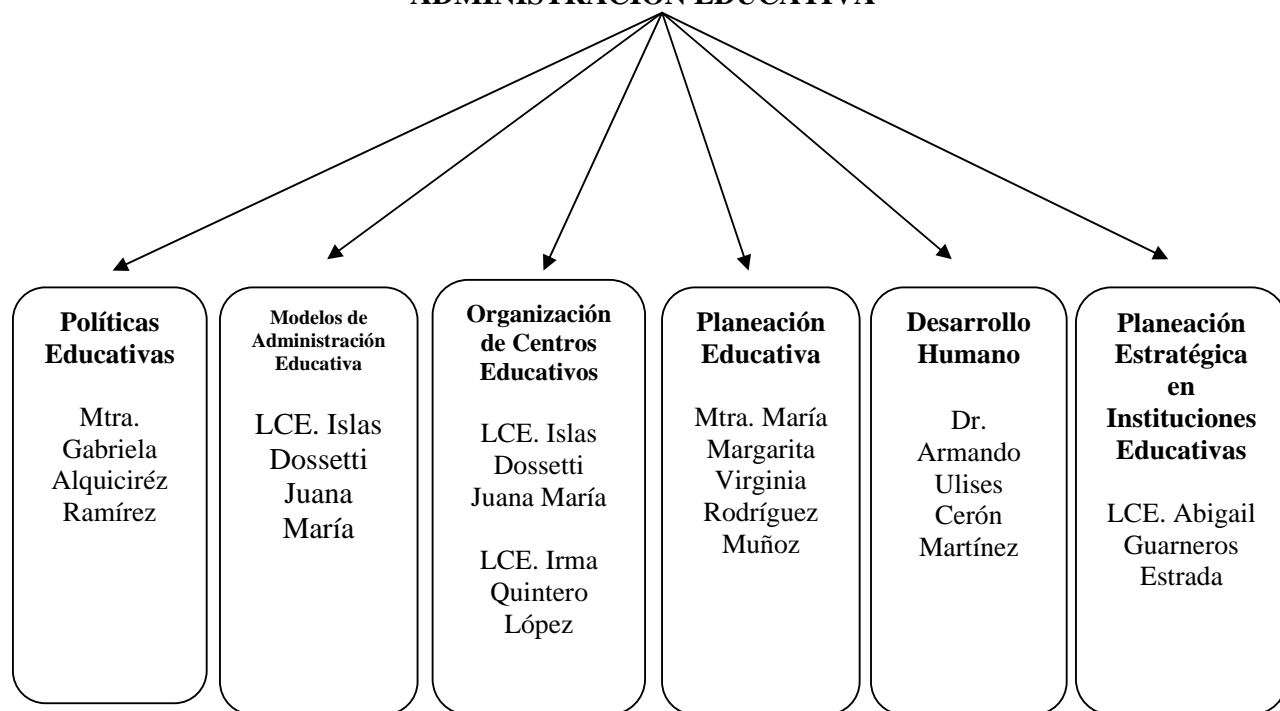 ADMINISTRACIÓN EDUCATIVA
Políticas
Educativas
Mtra.
Gabriela
Alquiciréz
Ramírez
Modelos de
Administración
Educativa
LCE. Islas
Dossetti
Juana
María
Organización
de Centros
Educativos
LCE. Islas
Dossetti
Juana María
LCE. Irma
Quintero
López
Planeación
Educativa
Mtra. María
Margarita
Virginia
Rodríguez
Muñoz
Desarrollo
Humano
Dr.
Armando
Ulises
Cerón
Martínez
Planeación
Estratégica
en
Instituciones
Educativas
LCE. Abigail
Guarneros
Estrada